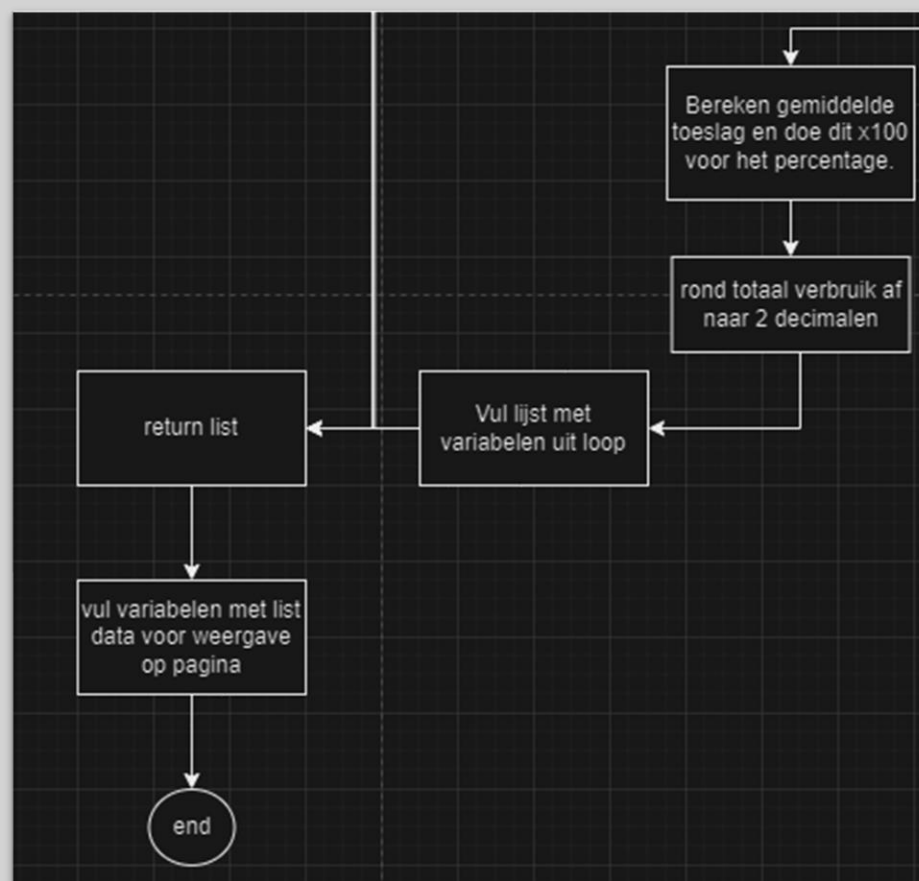 Bereken gemiddelde
toeslag en doe dit x100
voor het percentage.
rond totaal verbruik af
naar 2 decimalen
Vul lijst met
variabelen uit loop
return list
vul variabelen met list
data voor weergave
op pagina
end